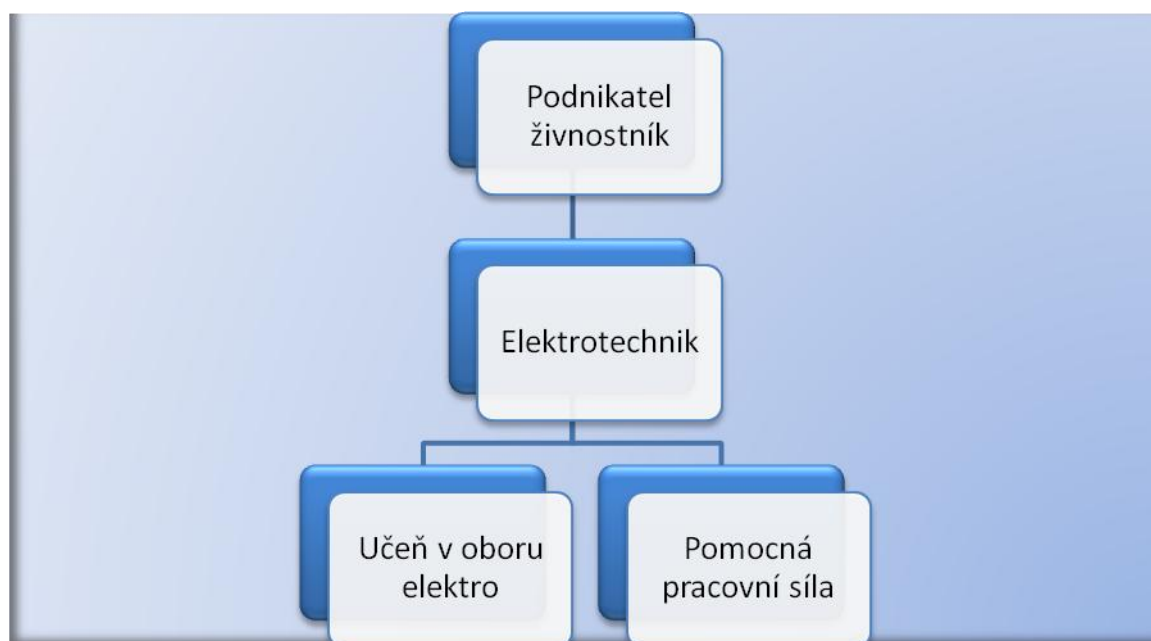 Podnikatel
živnostník
Elektrotechnik
Učeň v oboru
elektro
Pomocná
pracovní síla